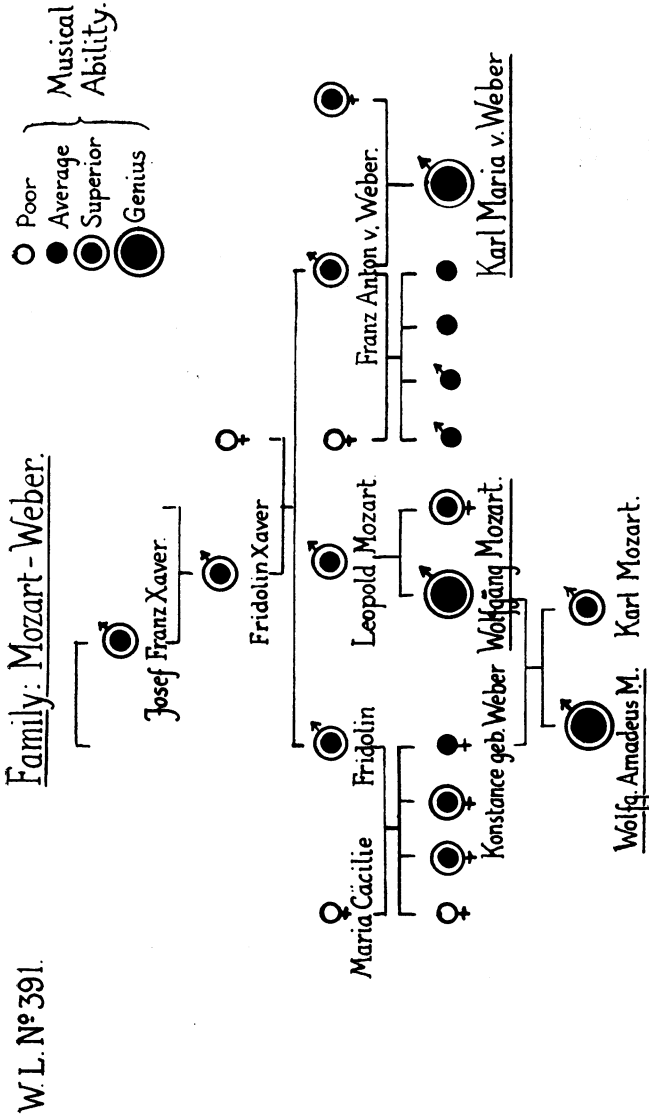 W.L. Nº 391.
Family: Mozart-Weber.
Poor
Average
Superior
Genius
Musical
Ability.
Josef Franz Xaver.
Fridolin Xaver
Maria Cäcilie
Fridolin
Leopold Mozart.
Franz Anton v. Weber.
Konstance geb. Weber
Wolfgäng Mozart.
Karl Maria v. Weber
Wolfg. Amadeus M.
Karl Mozart.